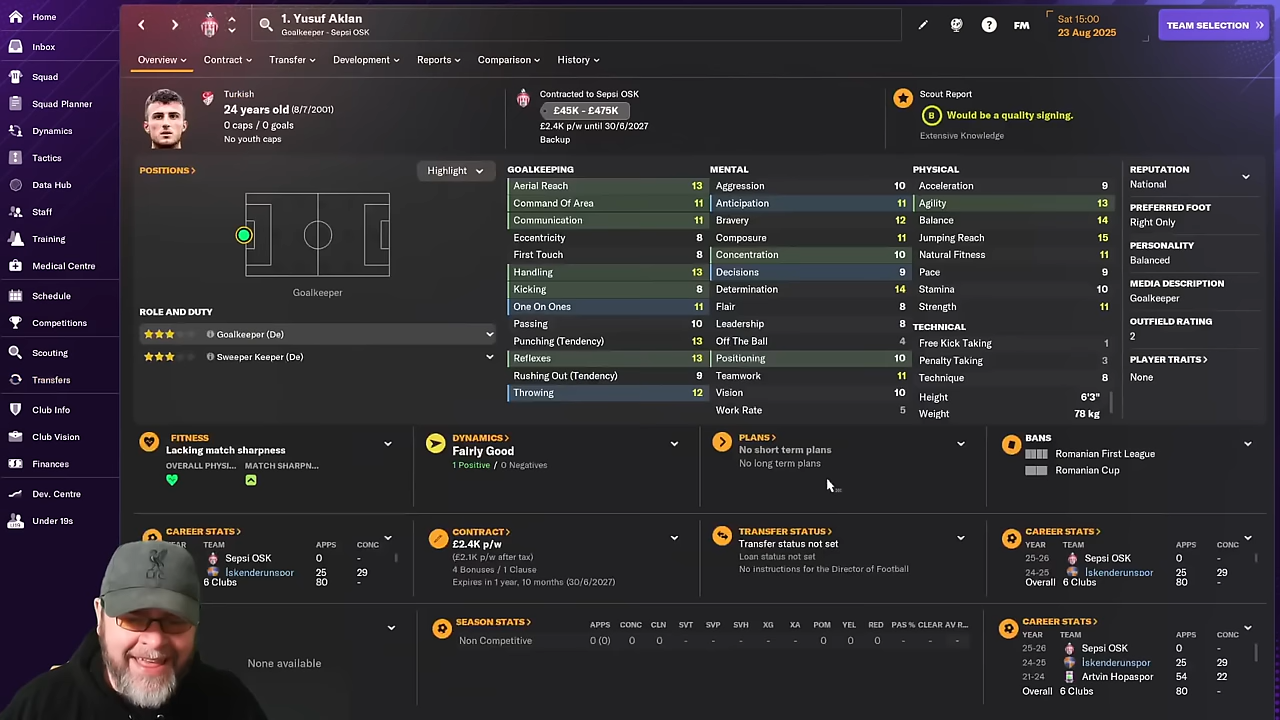 Home
Inbox
Squad
Squad Planner
Dynamics
Tactics
Data Hub
Staff
Training
Medical Centre
Schedule
Competitions
Scouting
Transfers
Club Info
Club Vision
Finances
Dev. Centre
Under 19s
1. Yusuf Aklan
Goalkeeper - Sepsi OSK
FM
Sat 15:00
23 Aug 2025
TEAM SELECTION
Overview Contract Transfer Development Reports Comparison History
Turkish
24 years old (8/7/2001)
0 caps / 0 goals
No youth caps
Contracted to Sepsi OSK
£45K - £475K
£2.4K p/w until 30/6/2027
Backup
Scout Report
B Would be a quality signing.
Extensive Knowledge
POSITIONS
Highlight
Goalkeeper
ROLE AND DUTY
Goalkeeper (De)
Sweeper Keeper (De)
GOALKEEPING
Aerial Reach 13
Command Of Area 11
Communication 11
Eccentricity 8
First Touch 8
Handling 13
Kicking 8
One On Ones 11
Passing 10
Punching (Tendency) 13
Reflexes 13
Rushing Out (Tendency) 9
Throwing 12
MENTAL
Aggression 10
Anticipation 11
Bravery 12
Composure 11
Concentration 10
Decisions 9
Determination 14
Flair 8
Leadership 8
Off The Ball 4
Positioning 10
Teamwork 11
Vision 10
Work Rate 5
PHYSICAL
Acceleration 9
Agility 13
Balance 14
Jumping Reach 15
Natural Fitness 11
Pace 9
Stamina 10
Strength 11
TECHNICAL
Free Kick Taking 1
Penalty Taking 3
Technique 8
Height 6'3"
Weight 78 kg
REPUTATION
National
PREFERRED FOOT
Right Only
PERSONALITY
Balanced
MEDIA DESCRIPTION
Goalkeeper
OUTFIELD RATING
2
PLAYER TRAITS
None
FITNESS
Lacking match sharpness
OVERALL PHYSI... MATCH SHARPN...
DYNAMICS
Fairly Good
1 Positive / 0 Negatives
PLANS
No short term plans
No long term plans
BANS
Romanian First League
Romanian Cup
CAREER STATS
TEAM APPS CONC
Sepsi OSK 0 -
İskenderunspor 25 29
6 Clubs 80 -
CONTRACT
£2.4K p/w
(£2.1K p/w after tax)
4 Bonuses / 1 Clause
Expires in 1 year, 10 months (30/6/2027)
TRANSFER STATUS
Transfer status not set
Loan status not set
No instructions for the Director of Football
CAREER STATS
YEAR TEAM APPS CONC
25-26 Sepsi OSK 0 -
24-25 İskenderunspor 25 29
Overall 6 Clubs 80 -
None available
SEASON STATS APPS CONC CLN SVT SVP SVH XG XA POM YEL RED PAS % CLEAR AV R...
Non Competitive 0 (0) 0 0 - - - - - 0 0 0 - - -
CAREER STATS
YEAR TEAM APPS CONC
25-26 Sepsi OSK 0 -
24-25 İskenderunspor 25 29
21-24 Artvin Hopaspor 54 22
Overall 6 Clubs 80 -